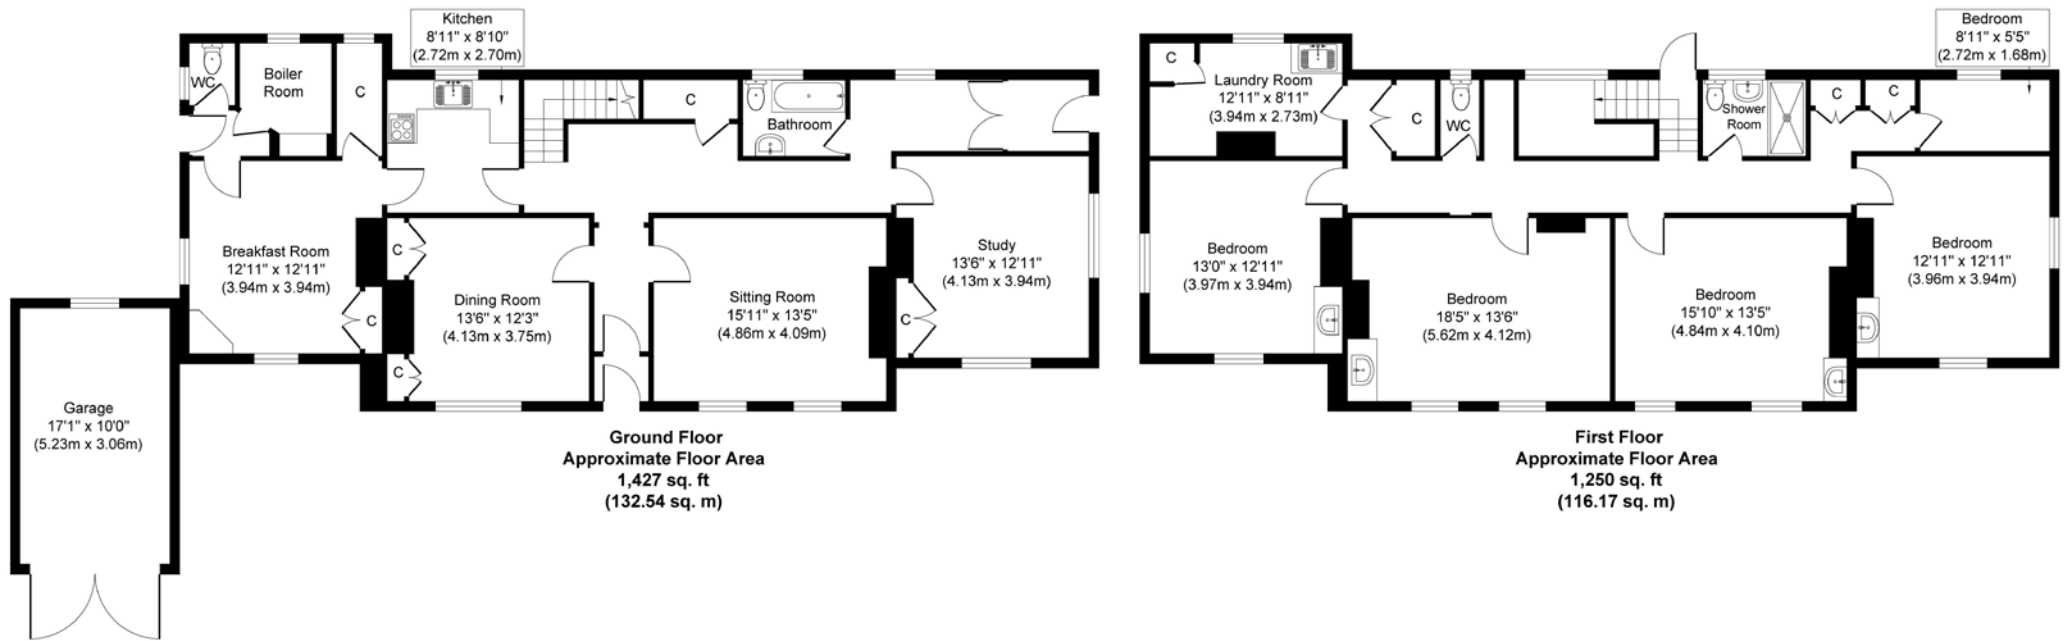 Kitchen
8'11" x 8'10"
(2.72m x 2.70m)
WC
Boiler
Room
C
C
Bathroom
Breakfast Room
12'11" x 12'11"
(3.94m x 3.94m)
C
C
C
Dining Room
13'6" x 12'3"
(4.13m x 3.75m)
Sitting Room
15'11" x 13'5"
(4.86m x 4.09m)
Study
13'6" x 12'11"
(4.13m x 3.94m)
C
Garage
17'1" x 10'0"
(5.23m x 3.06m)
Ground Floor
Approximate Floor Area
1,427 sq. ft
(132.54 sq. m)
Bedroom
8'11" x 5'5"
(2.72m x 1.68m)
C
Laundry Room
12'11" x 8'11"
(3.94m x 2.73m)
C
WC
Shower
Room
C
C
Bedroom
13'0" x 12'11"
(3.97m x 3.94m)
Bedroom
18'5" x 13'6"
(5.62m x 4.12m)
Bedroom
15'10" x 13'5"
(4.84m x 4.10m)
Bedroom
12'11" x 12'11"
(3.96m x 3.94m)
First Floor
Approximate Floor Area
1,250 sq. ft
(116.17 sq. m)